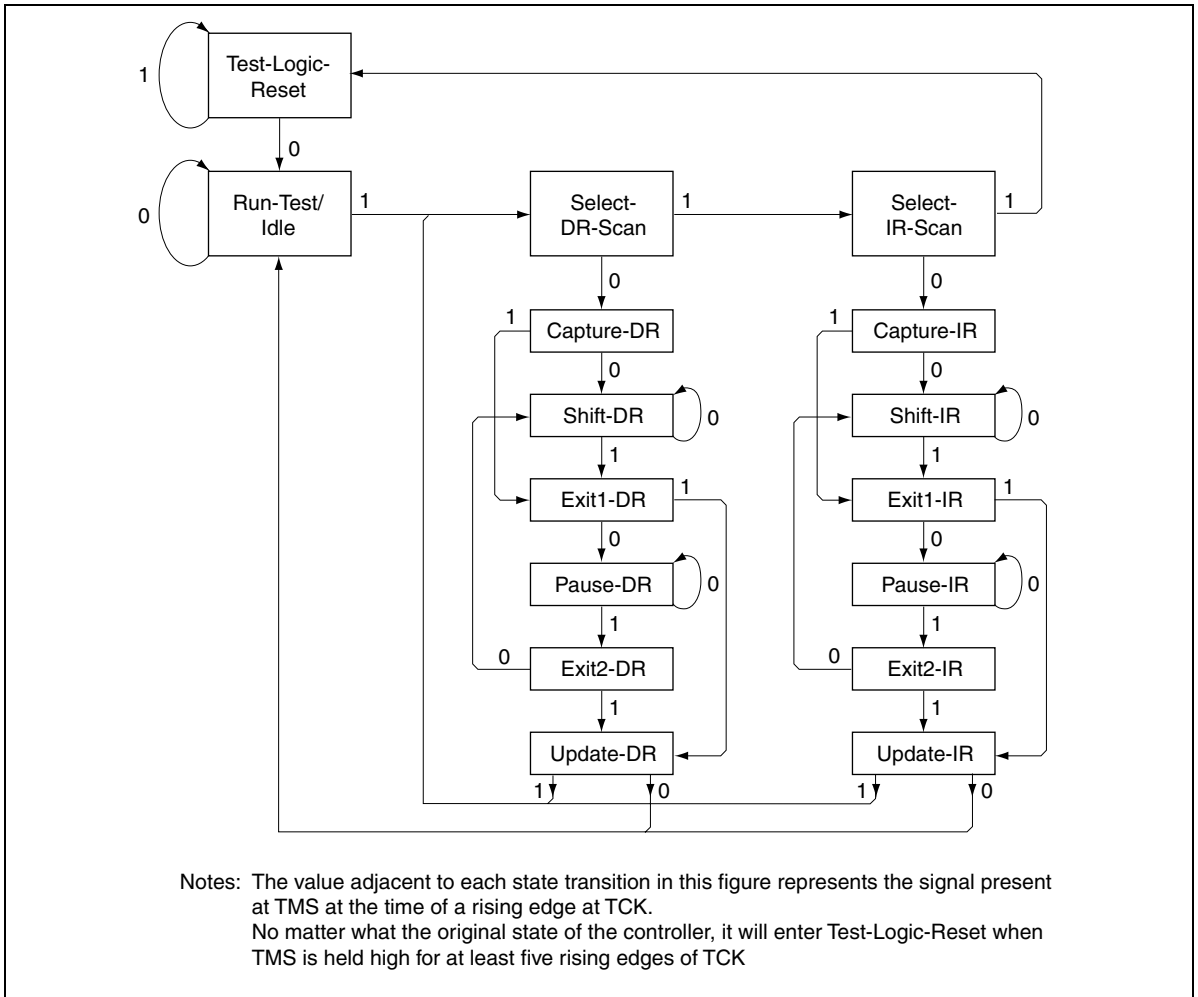 Test-Logic-
Reset
1
0
Run-Test/
Idle
0
1
Select-
DR-Scan
1
Select-
IR-Scan
1
0
0
1
Capture-DR
1
Capture-IR
0
0
Shift-DR
0
Shift-IR
0
1
1
Exit1-DR
1
Exit1-IR
1
0
0
Pause-DR
0
Pause-IR
0
1
1
0
Exit2-DR
0
Exit2-IR
1
1
Update-DR
Update-IR
1
0
1
0
Notes: The value adjacent to each state transition in this figure represents the signal present
at TMS at the time of a rising edge at TCK.
No matter what the original state of the controller, it will enter Test-Logic-Reset when
TMS is held high for at least five rising edges of TCK